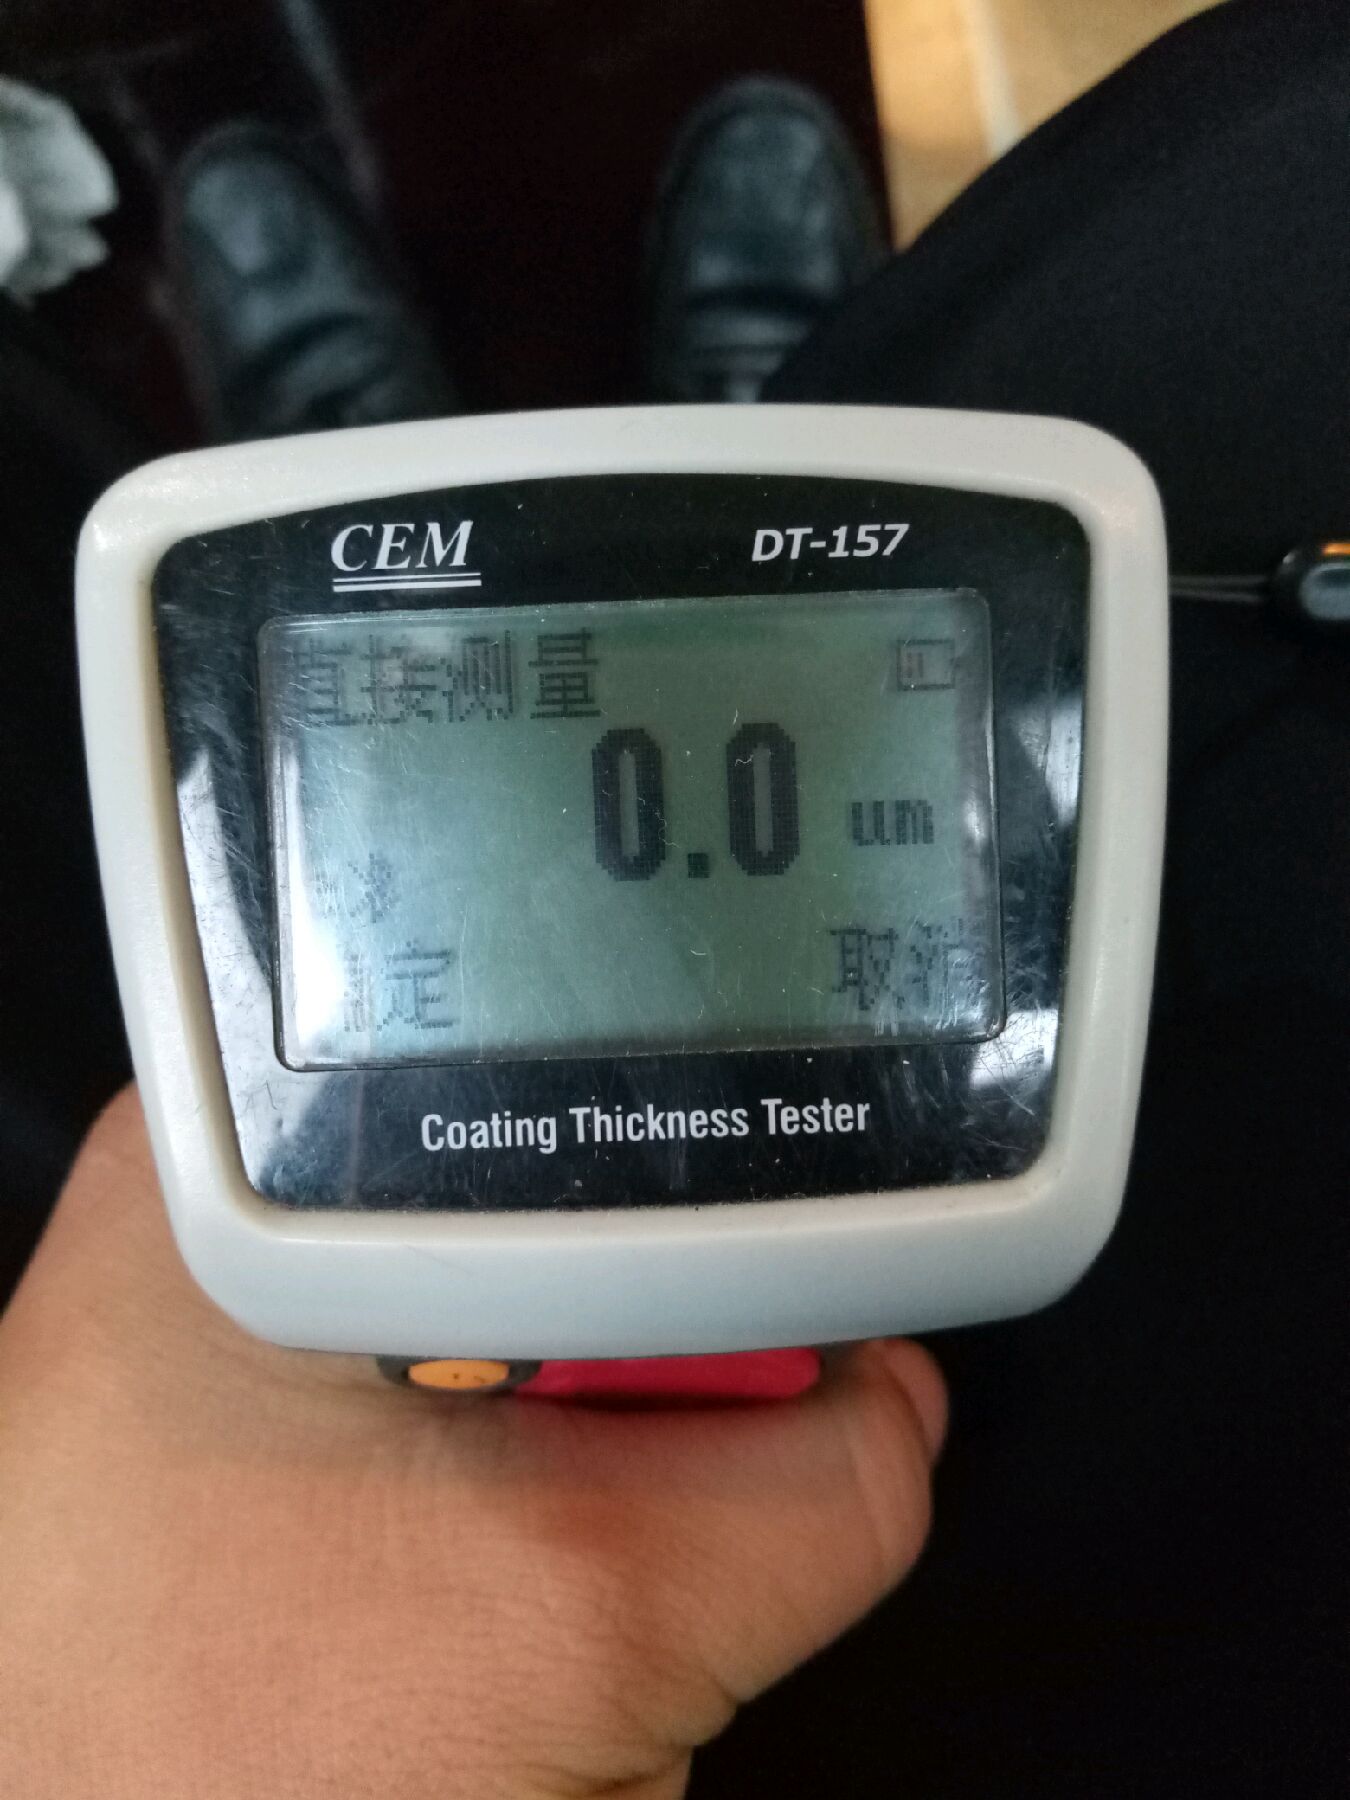 CEM DT-157
直接测量
0.0 um
取消
Coating Thickness Tester